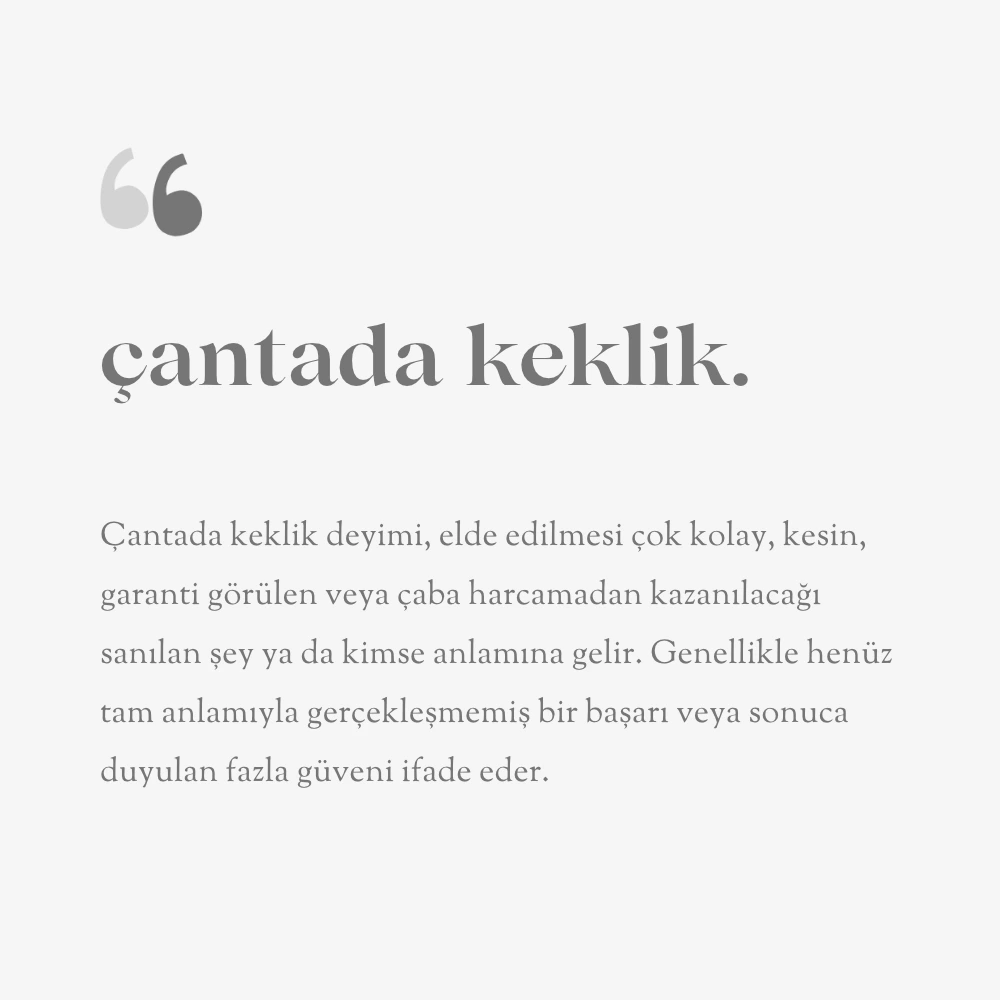 çantada keklik.
Çantada keklik deyimi, elde edilmesi çok kolay, kesin,
garanti görülen veya çaba harcamadan kazanılacağı
sanılan şey ya da kimse anlamına gelir. Genellikle henüz
tam anlamıyla gerçekleşmemiş bir başarı veya sonuca
duyulan fazla güveni ifade eder.